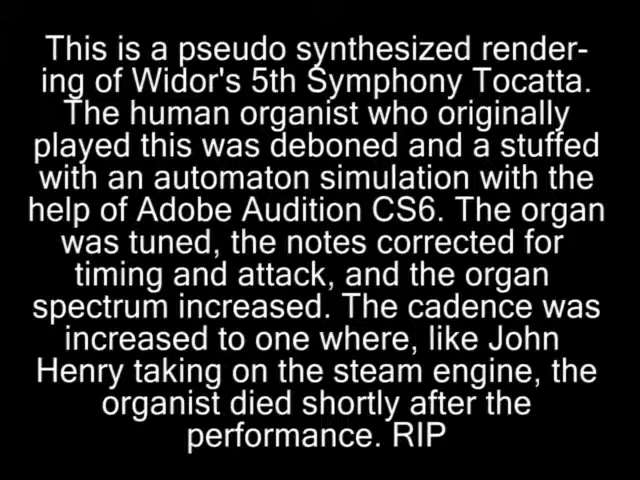 This is a pseudo synthesized render-
ing of Widor's 5th Symphony Tocatta.
The human organist who originally
played this was deboned and a stuffed
with an automaton simulation with the
help of Adobe Audition CS6. The organ
was tuned, the notes corrected for
timing and attack, and the organ
spectrum increased. The cadence was
increased to one where, like John
Henry taking on the steam engine, the
organist died shortly after the
performance. RIP